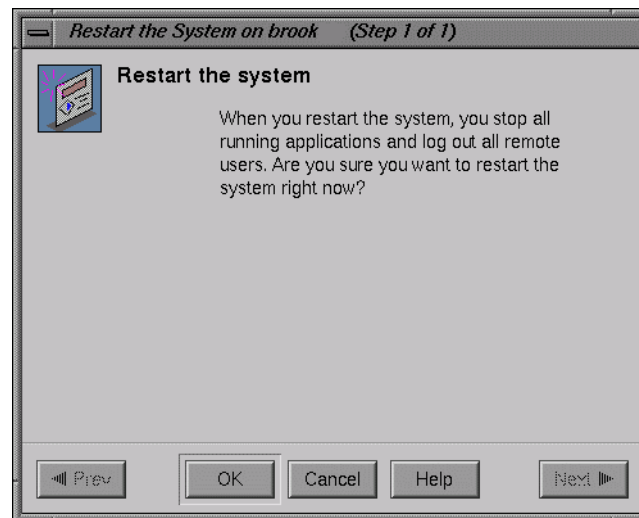 Restart the System on brook (Step 1 of 1)
Restart the system
When you restart the system, you stop all
running applications and log out all remote
users. Are you sure you want to restart the
system right now?
Prev
OK
Cancel
Help
Next